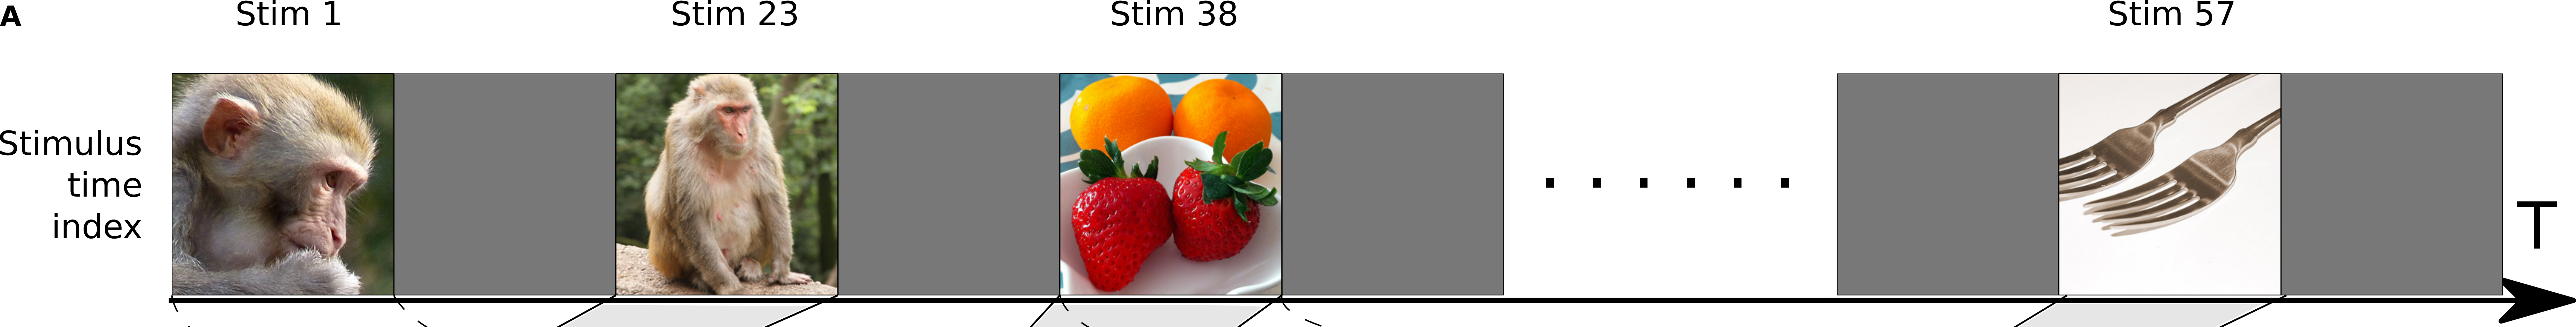 A
Stim 1
Stim 23
Stim 38
Stim 57
Stimulus
time
index
T